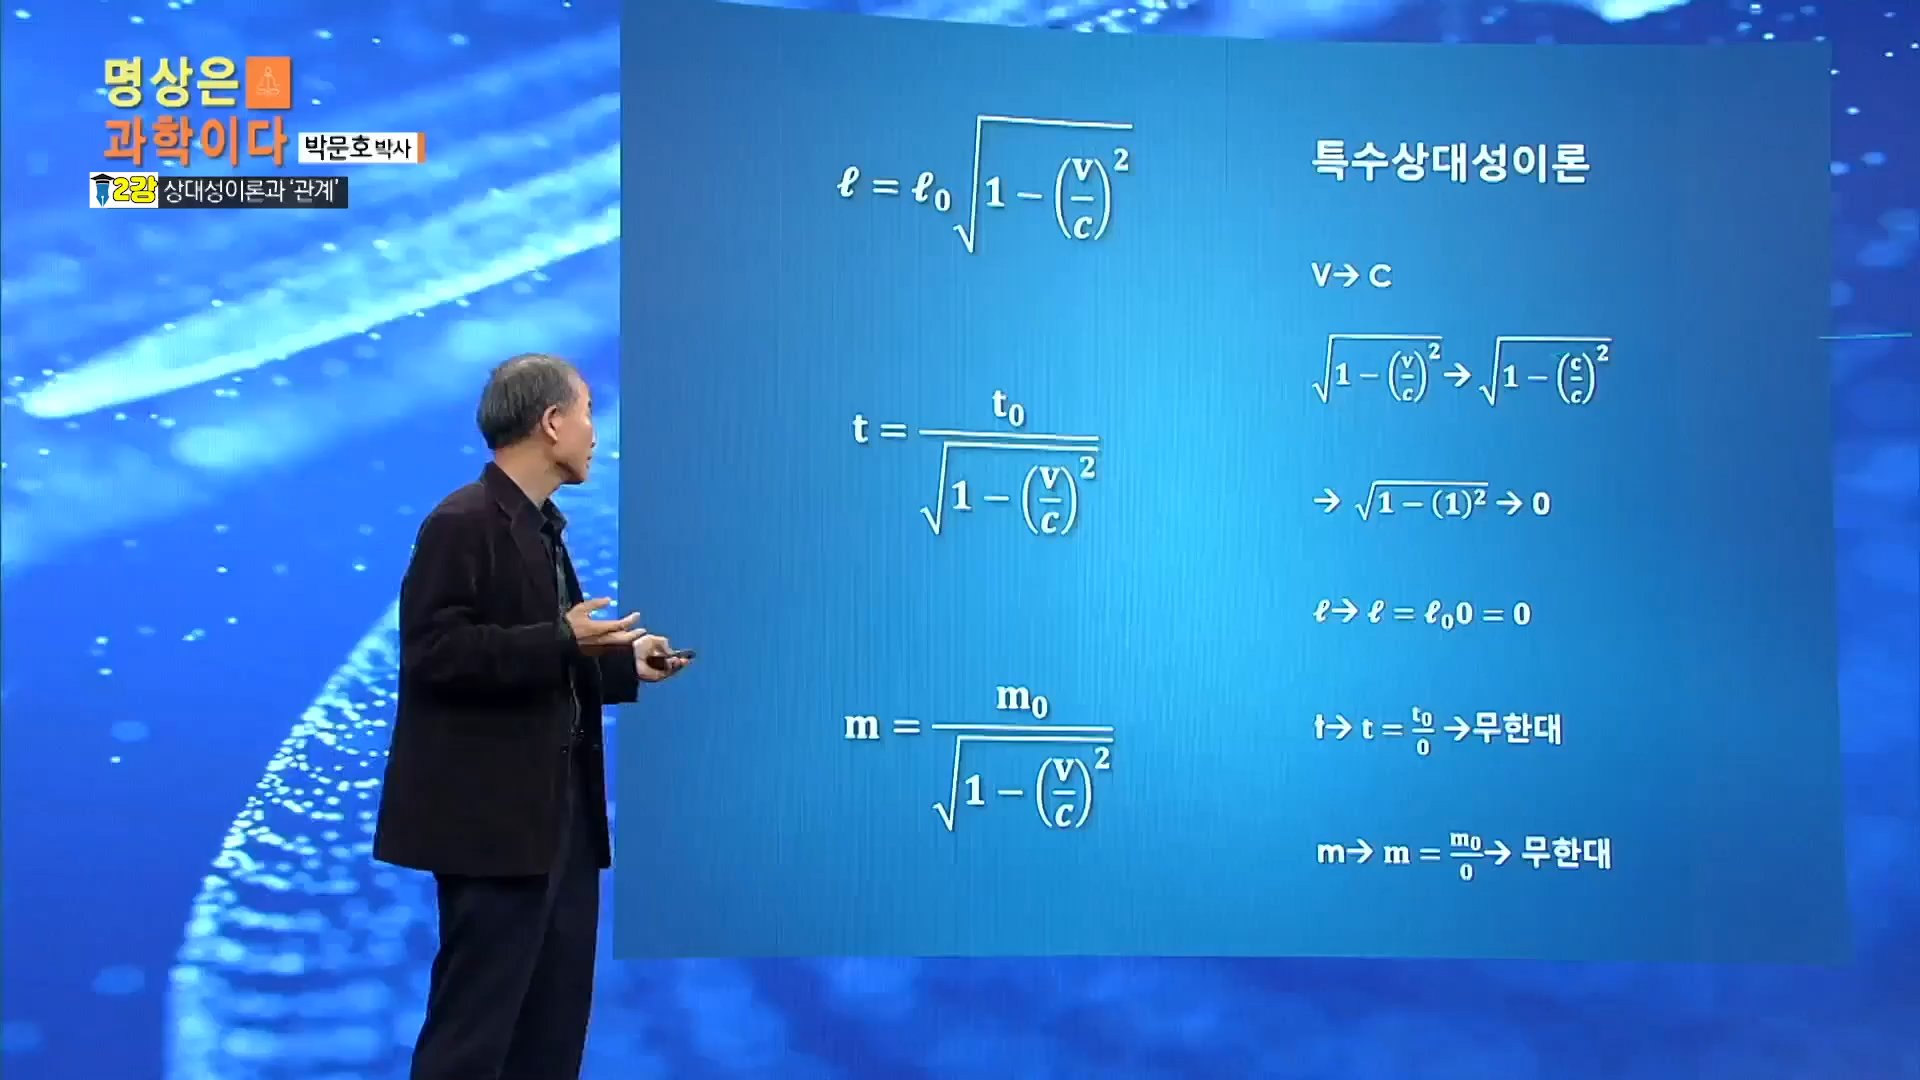 명상은
과학이다 박문호 박사
2강 상대성이론과 ‘관계’
ℓ = ℓ₀√(1 − (v/c)²)
t = t₀/√(1 − (v/c)²)
m = m₀/√(1 − (v/c)²)
특수상대성이론
V→ C
√(1 − (v/c)²) → √(1 − (c/c)²)
→ √(1 − (1)²) → 0
ℓ→ ℓ = ℓ₀0 = 0
t→ t = t₀/0 →무한대
m→ m = m₀/0 → 무한대